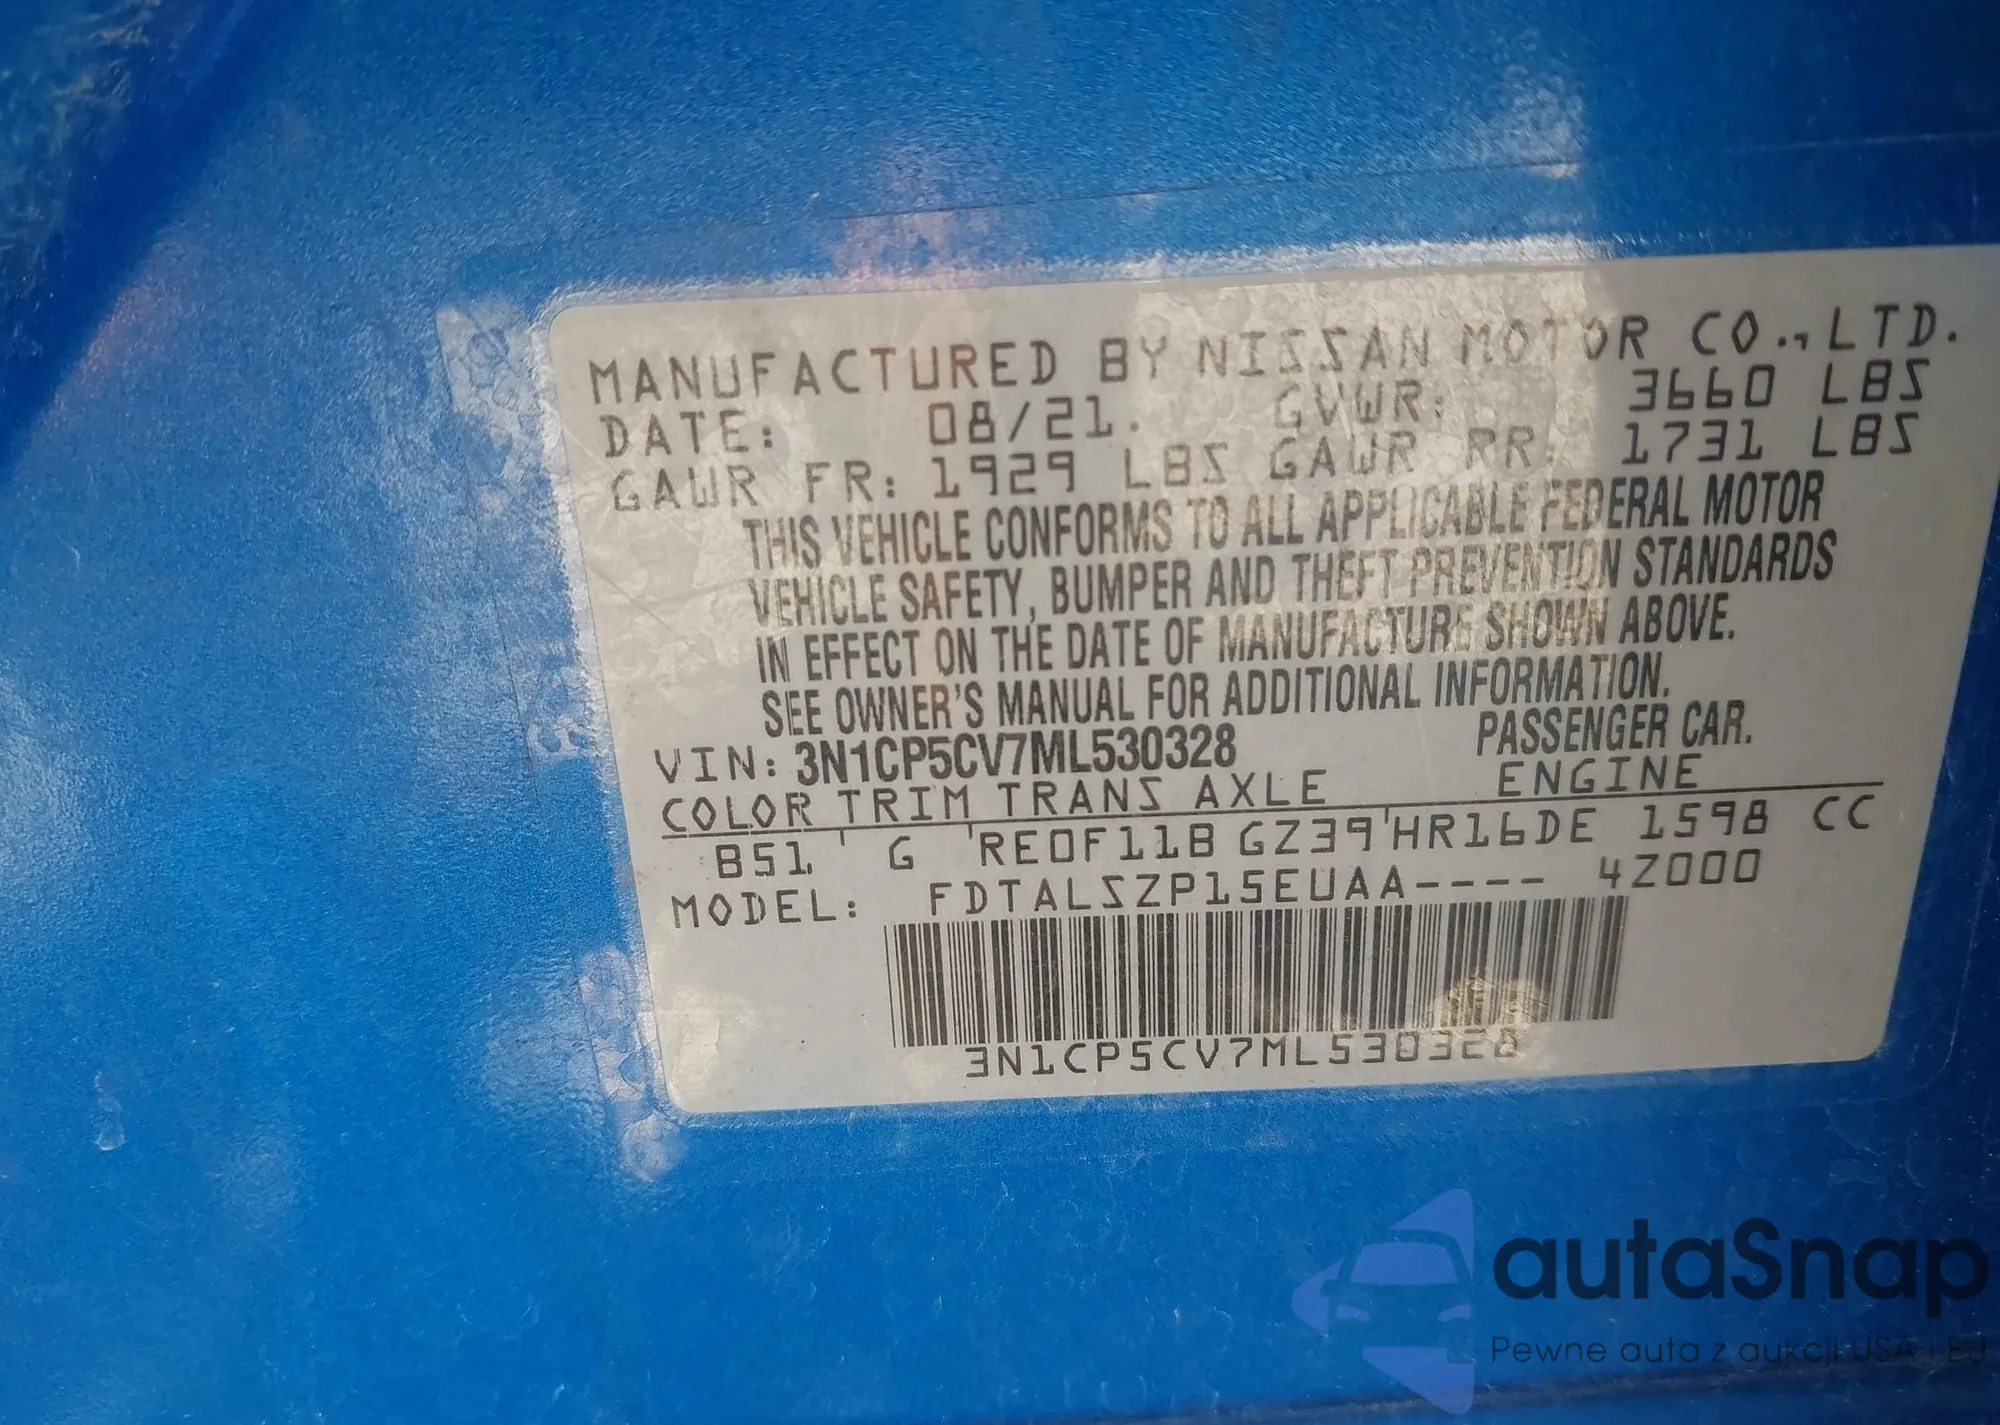 MANUFACTURED BY NISSAN MOTOR CO.,LTD.
DATE: 08/21. GVWR: 3660 LBS
GAWR FR: 1929 LBS GAWR RR: 1731 LBS
THIS VEHICLE CONFORMS TO ALL APPLICABLE FEDERAL MOTOR
VEHICLE SAFETY, BUMPER AND THEFT PREVENTION STANDARDS
IN EFFECT ON THE DATE OF MANUFACTURE SHOWN ABOVE.
SEE OWNER'S MANUAL FOR ADDITIONAL INFORMATION.
VIN: 3N1CP5CV7ML530328 PASSENGER CAR.
COLOR TRIM TRANS AXLE ENGINE
B51 G RE0F11B GZ39 HR16DE 1598 CC
MODEL: FDTALSZP15EUAA---- 4Z000
3N1CP5CV7ML530328
autaSnap
Pewne auta z aukcji USA i EU